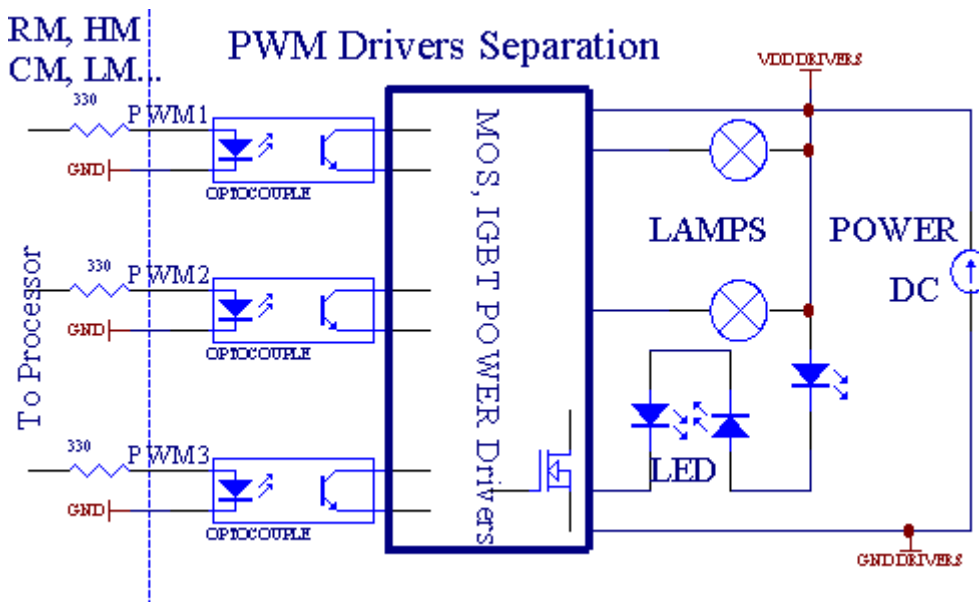 RM, HM
CM, LM...
PWM Drivers Separation
VDDDRIVERS
330
PWM1
GND
OPTOCOUPLE
330
PWM2
GND
OPTOCOUPLE
330
PWM3
GND
OPTOCOUPLE
To Processor
MOS, IGBT POWER Drivers
LAMPS
POWER
DC
LED
GNDDRIVERS